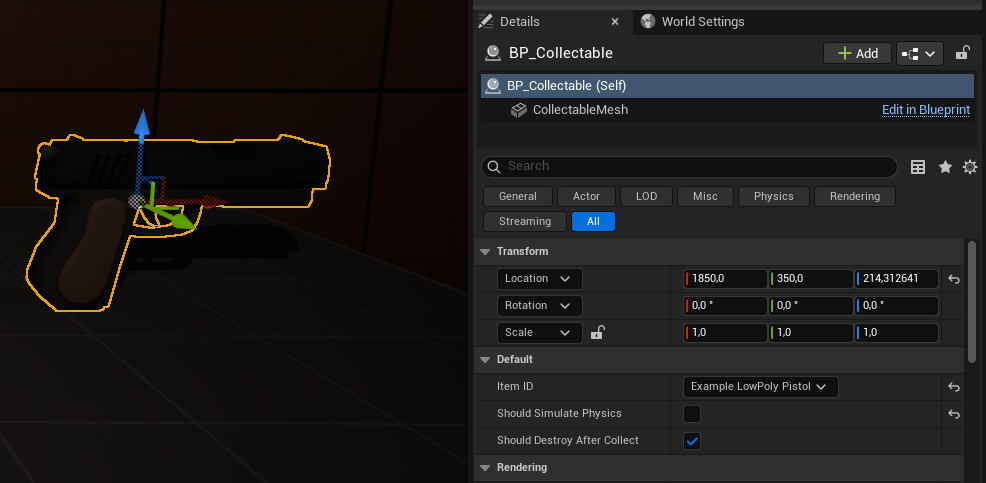 Details
World Settings
BP_Collectable
Add
BP_Collectable (Self)
CollectableMesh
Edit in Blueprint
Search
General
Actor
LOD
Misc
Physics
Rendering
Streaming
All
Transform
Location
1850,0
350,0
214,312641
Rotation
0,0 °
0,0 °
0,0 °
Scale
1,0
1,0
1,0
Default
Item ID
Example LowPoly Pistol
Should Simulate Physics
Should Destroy After Collect
Rendering